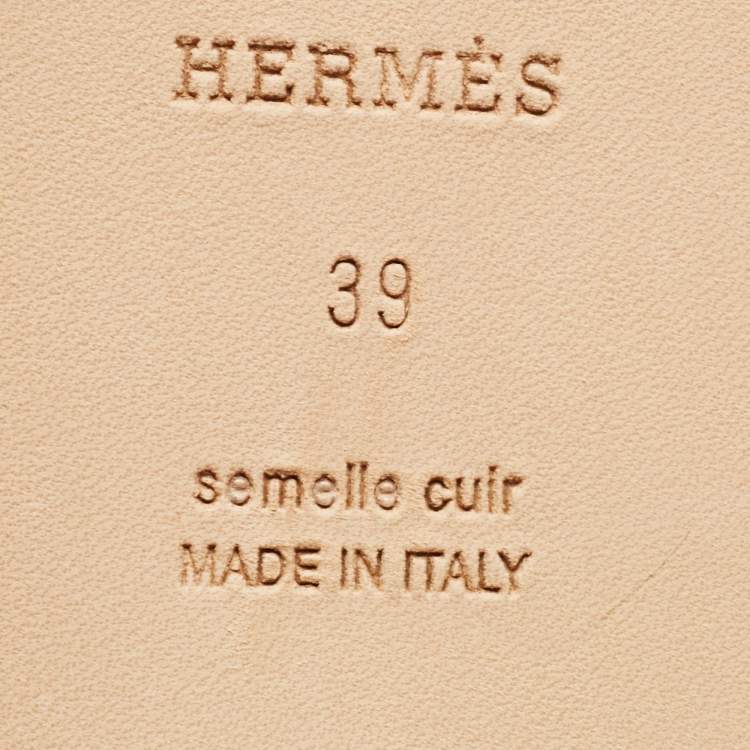 HERMÈS
39
semelle cuir
MADE IN ITALY